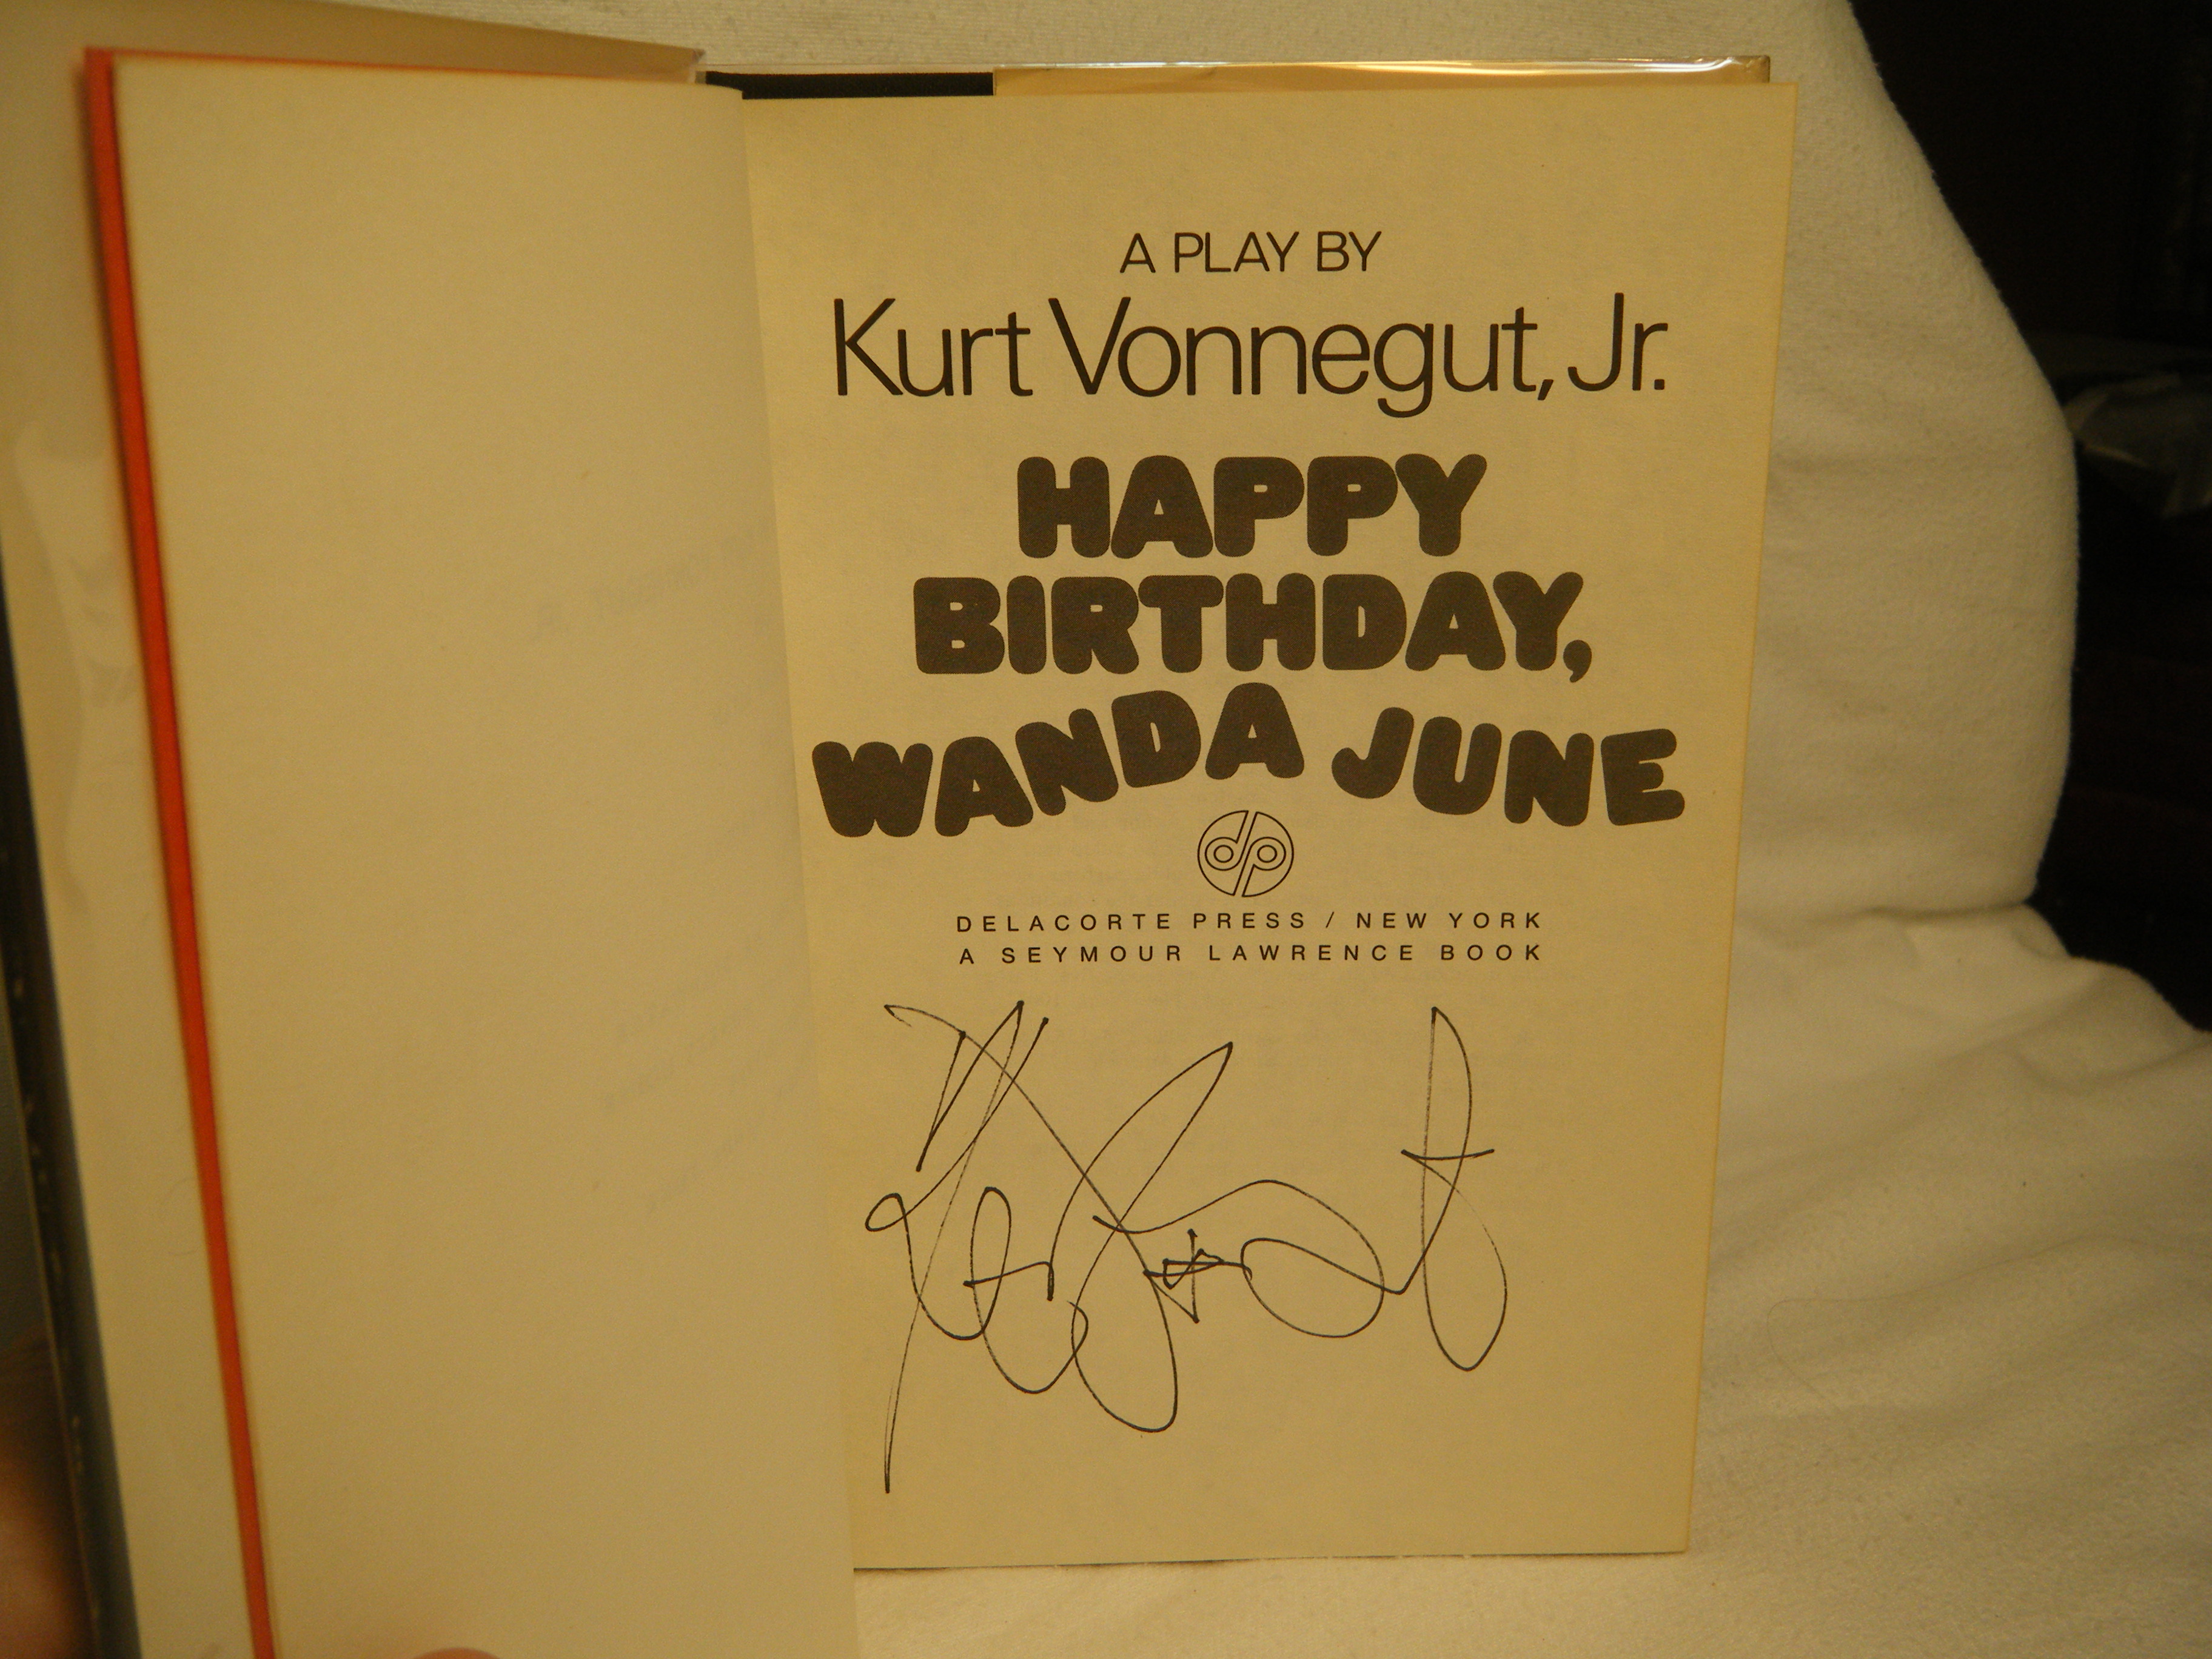 A PLAY BY
Kurt Vonnegut, Jr.
HAPPY
BIRTHDAY,
WANDA JUNE
dp
DELACORTE PRESS / NEW YORK
A SEYMOUR LAWRENCE BOOK